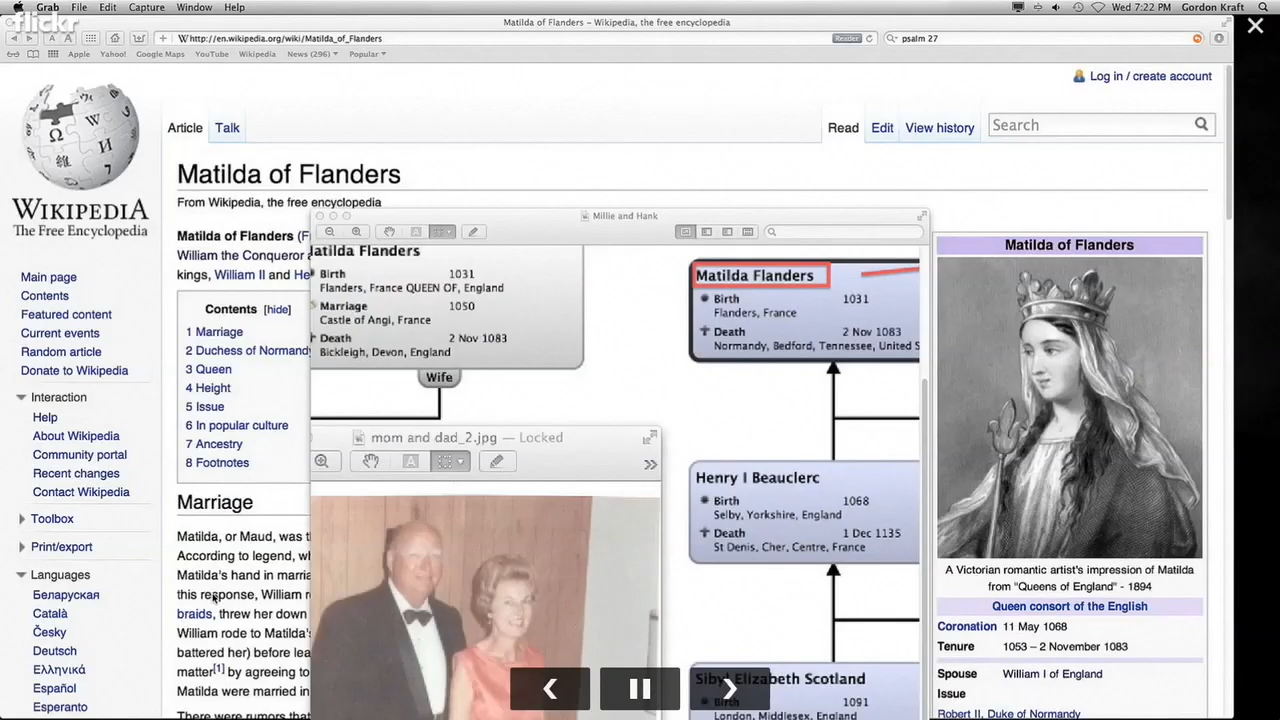 Grab File Edit Capture Window Help Wed 7:22 PM Gordon Kraft
flickr
Matilda of Flanders – Wikipedia, the free encyclopedia
http://en.wikipedia.org/wiki/Matilda_of_Flanders Reader psalm 27
Apple Yahoo! Google Maps YouTube Wikipedia News (296) Popular
Log in / create account
Article Talk Read Edit View history Search
Matilda of Flanders
From Wikipedia, the free encyclopedia
WIKIPEDIA
The Free Encyclopedia
Main page
Contents
Featured content
Current events
Random article
Donate to Wikipedia
Interaction
Help
About Wikipedia
Community portal
Recent changes
Contact Wikipedia
Toolbox
Print/export
Languages
Беларуская
Català
Česky
Deutsch
Ελληνικά
Español
Esperanto
Matilda of Flanders (F
William the Conqueror a
kings, William II and He
Contents [hide]
1 Marriage
2 Duchess of Normandy
3 Queen
4 Height
5 Issue
6 In popular culture
7 Ancestry
8 Footnotes
Marriage
Matilda, or Maud, was t
According to legend, wh
Matilda's hand in marria
this response, William r
braids, threw her down
William rode to Matilda's
battered her) before lea
matter[1] by agreeing to
Matilda were married in
There were rumors that
Millie and Hank
Matilda Flanders
Birth 1031
Flanders, France QUEEN OF, England
Marriage 1050
Castle of Angi, France
Death 2 Nov 1083
Bickleigh, Devon, England
Wife
mom and dad_2.jpg — Locked
Matilda Flanders
Birth 1031
Flanders, France
Death 2 Nov 1083
Normandy, Bedford, Tennessee, United S
Henry I Beauclerc
Birth 1068
Selby, Yorkshire, England
Death 1 Dec 1135
St Denis, Cher, Centre, France
Sibyl Elizabeth Scotland
Birth 1091
London, Middlesex, England
Matilda of Flanders
A Victorian romantic artist's impression of Matilda
from "Queens of England" - 1894
Queen consort of the English
Coronation 11 May 1068
Tenure 1053 – 2 November 1083
Spouse William I of England
Issue
Robert II, Duke of Normandy